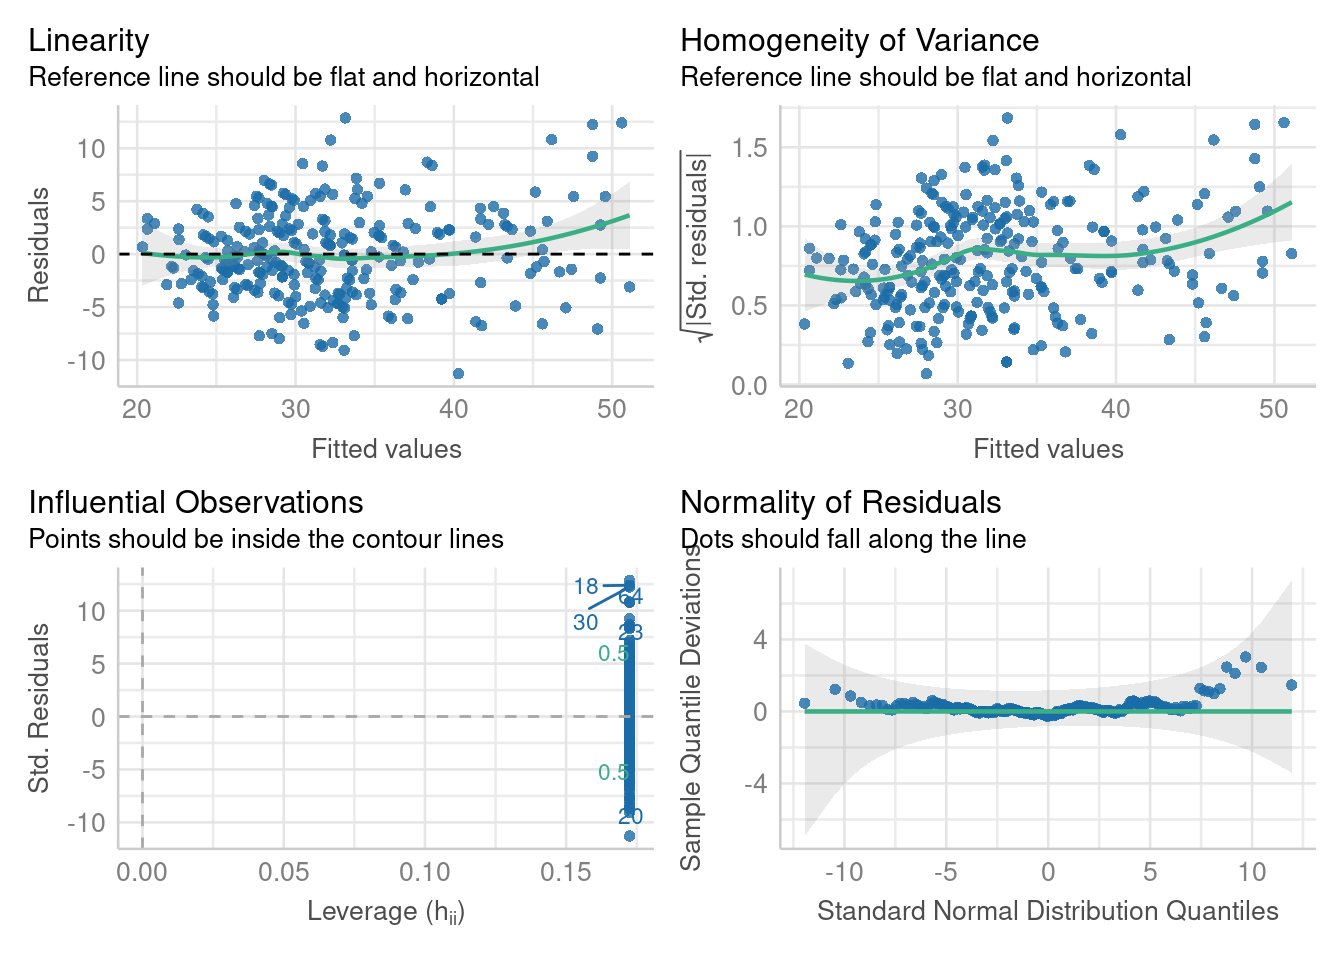 Linearity
Reference line should be flat and horizontal
10
5
0
-5
-10
Residuals
20
30
40
50
Fitted values
Homogeneity of Variance
Reference line should be flat and horizontal
1.5
1.0
0.5
0.0
√|Std. residuals|
20
30
40
50
Fitted values
Influential Observations
Points should be inside the contour lines
10
5
0
-5
-10
Std. Residuals
18
64
30
23
0.5
0.5
20
0.00
0.05
0.10
0.15
Leverage (hii)
Normality of Residuals
Dots should fall along the line
4
0
-4
Sample Quantile Deviations
-10
-5
0
5
10
Standard Normal Distribution Quantiles